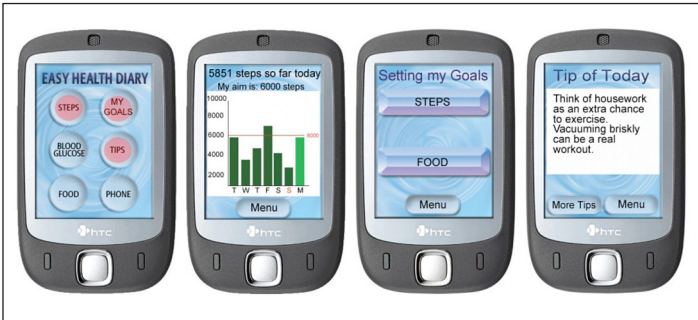 EASY HEALTH DIARY
STEPS
MY
GOALS
BLOOD
GLUCOSE
TIPS
FOOD
PHONE
hTC
5851 steps so far today
My aim is: 6000 steps
10000
8000
6000
6000
4000
2000
T W T F S S M
Menu
hTC
Setting my Goals
STEPS
FOOD
Menu
hTC
Tip of Today
Think of housework
as an extra chance
to exercise.
Vacuuming briskly
can be a real
workout.
More Tips
Menu
hTC